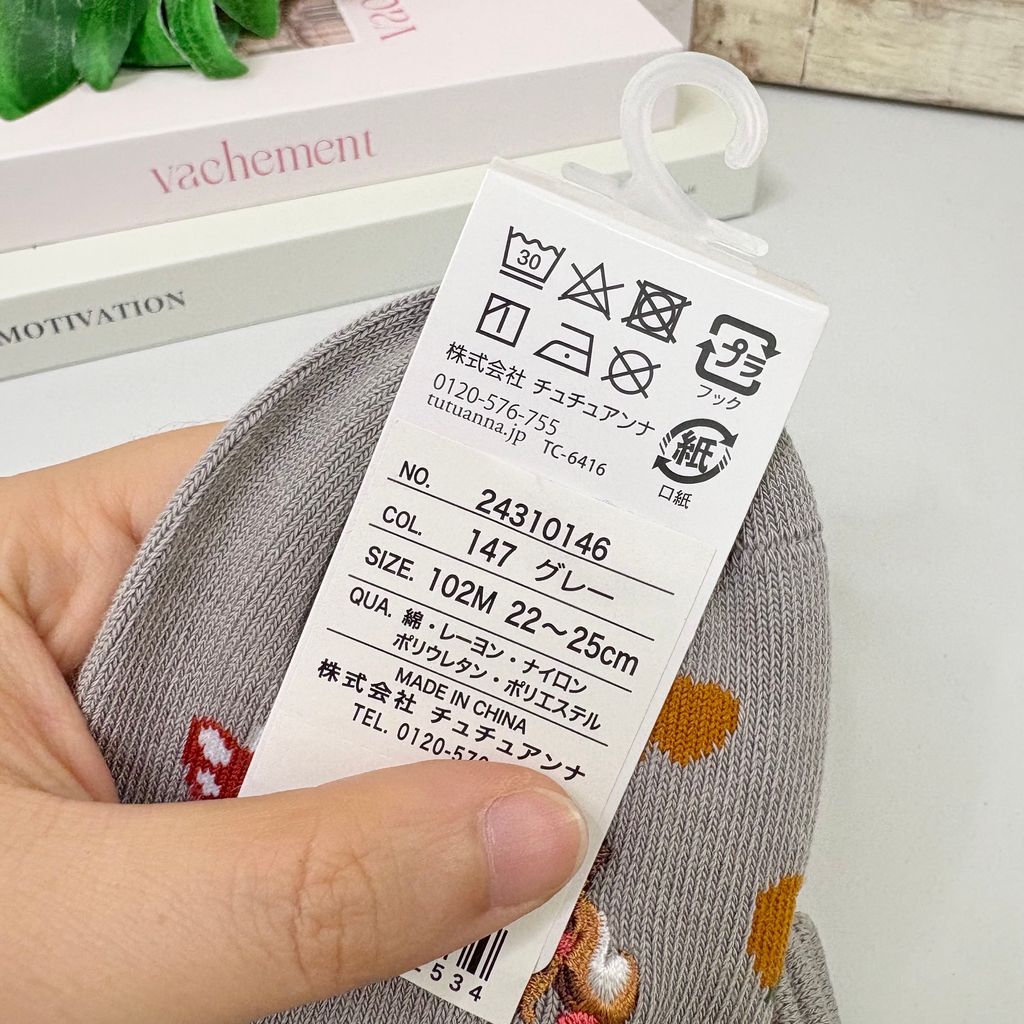 vachement
MOTIVATION
30
プラ
フック
紙
口紙
株式会社 チュチュアンナ
0120-576-755
tutuanna.jp TC-6416
NO. 24310146
COL. 147 グレー
SIZE. 102M 22～25cm
QUA. 綿・レーヨン・ナイロン
ポリウレタン・ポリエステル
MADE IN CHINA
株式会社 チュチュアンナ
TEL. 0120-576
534